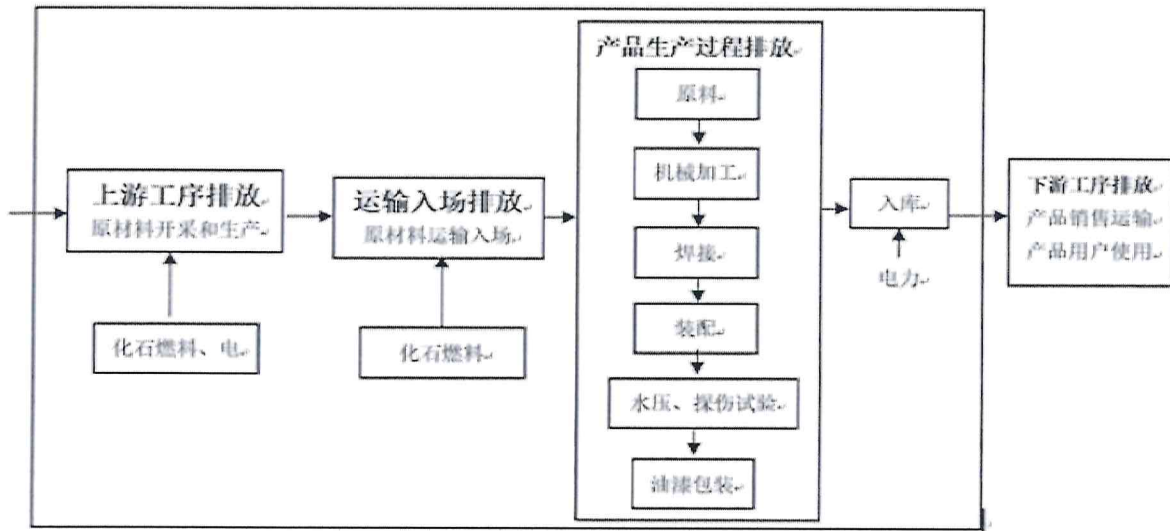 上游工序排放
原材料开采和生产
化石燃料、电
运输入场排放
原材料运输入场
化石燃料
产品生产过程排放
原料
机械加工
焊接
装配
水压、探伤试验
油漆包装
入库
电力
下游工序排放
产品销售运输
产品用户使用